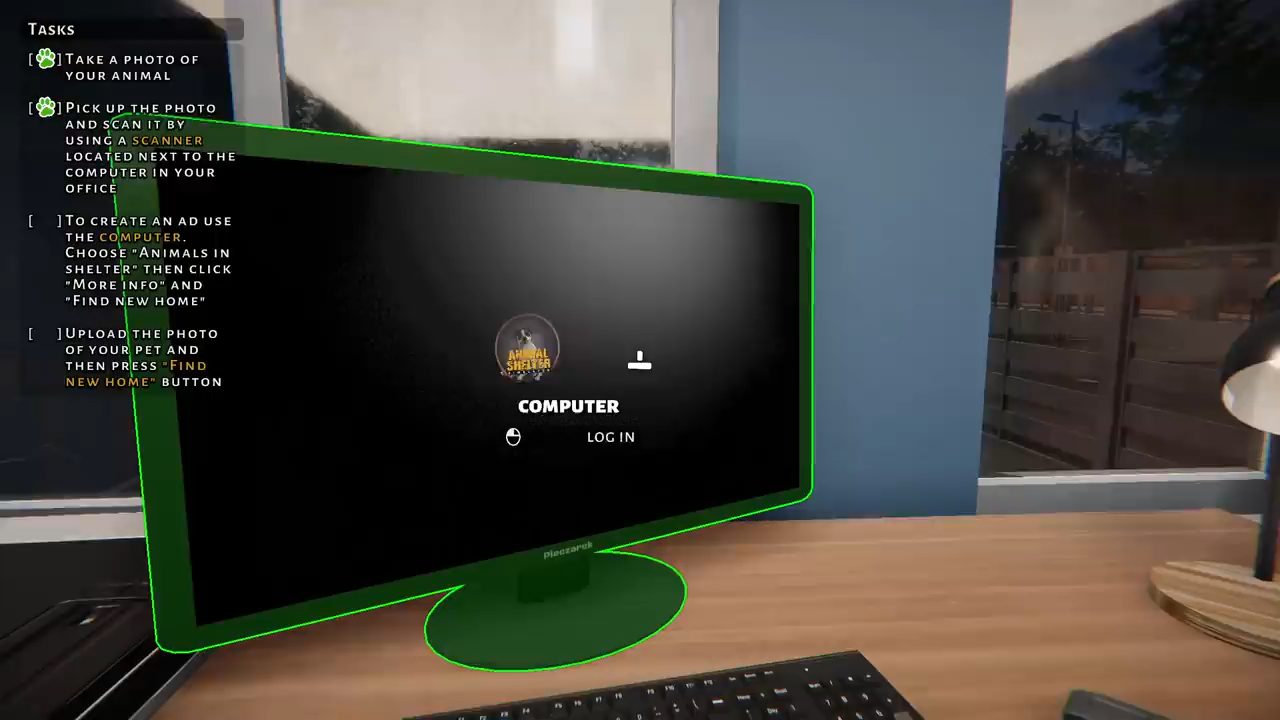 Tasks
[ ] Take a photo of
your animal
[ ] Pick up the photo
and scan it by
using a scanner
located next to the
computer in your
office
[ ] To create an ad use
the computer.
Choose "Animals in
shelter" then click
"More info" and
"Find new home"
[ ] Upload the photo
of your pet and
then press "Find
new home" button
ANIMAL
SHELTER
COMPUTER
LOG IN
Pieczarek